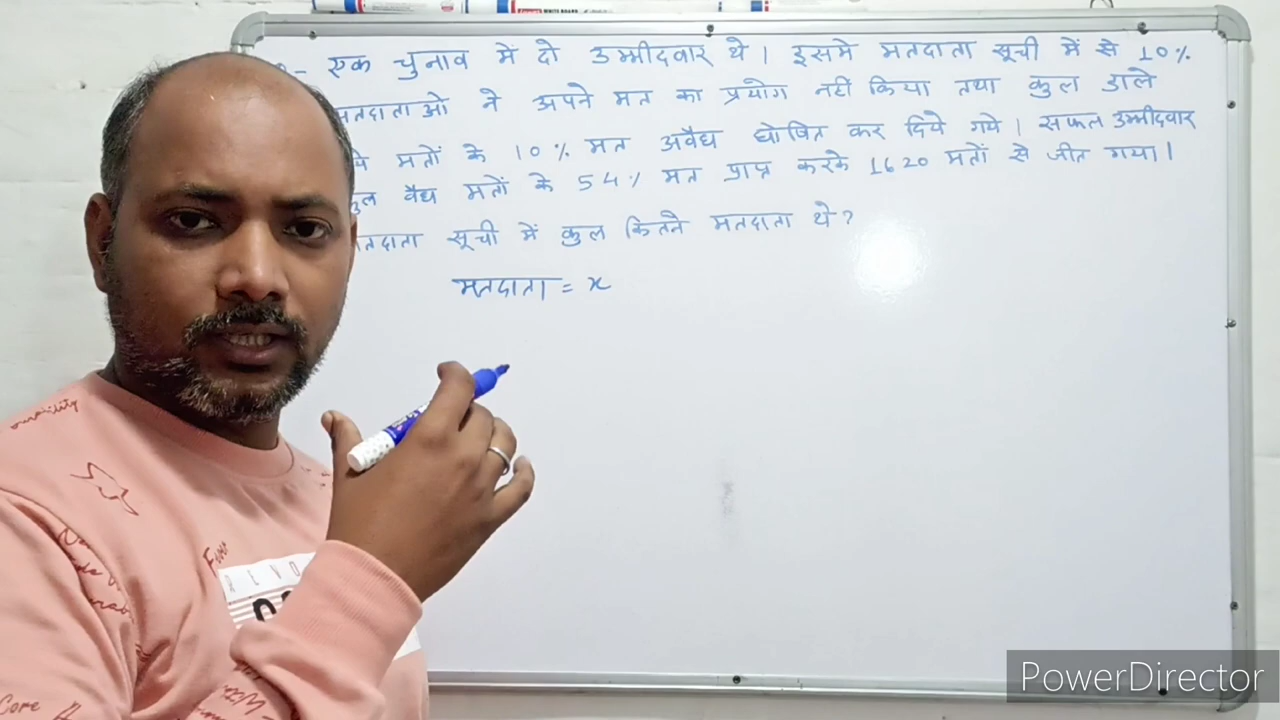 एक चुनाव में दो उम्मीदवार थे। इसमे मतदाता सूची में से 10%
मतदाताओ ने अपने मत का प्रयोग नहीं किया तथा कुल डाले
मतों के 10% मत अवैध घोषित कर दिये गये। सफल उम्मीदवार
वैध मतों के 54% मत प्राप्त करके 1620 मतों से जीत गया।
सूची में कुल कितने मतदाता थे?
मतदाता = x
PowerDirector